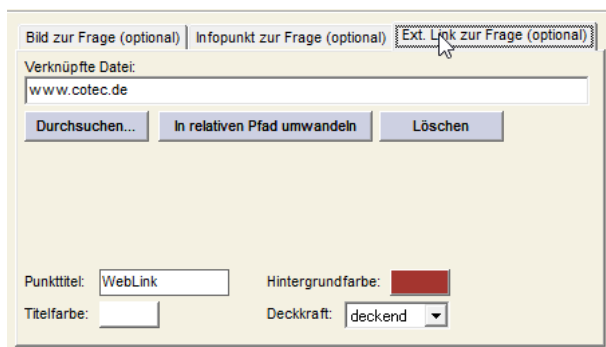 Bild zur Frage (optional) Infopunkt zur Frage (optional) Ext. Link zur Frage (optional)
Verknüpfte Datei:
www.cotec.de
Durchsuchen... In relativen Pfad umwandeln Löschen
Punkttitel: WebLink Hintergrundfarbe:
Titelfarbe: Deckkraft: deckend